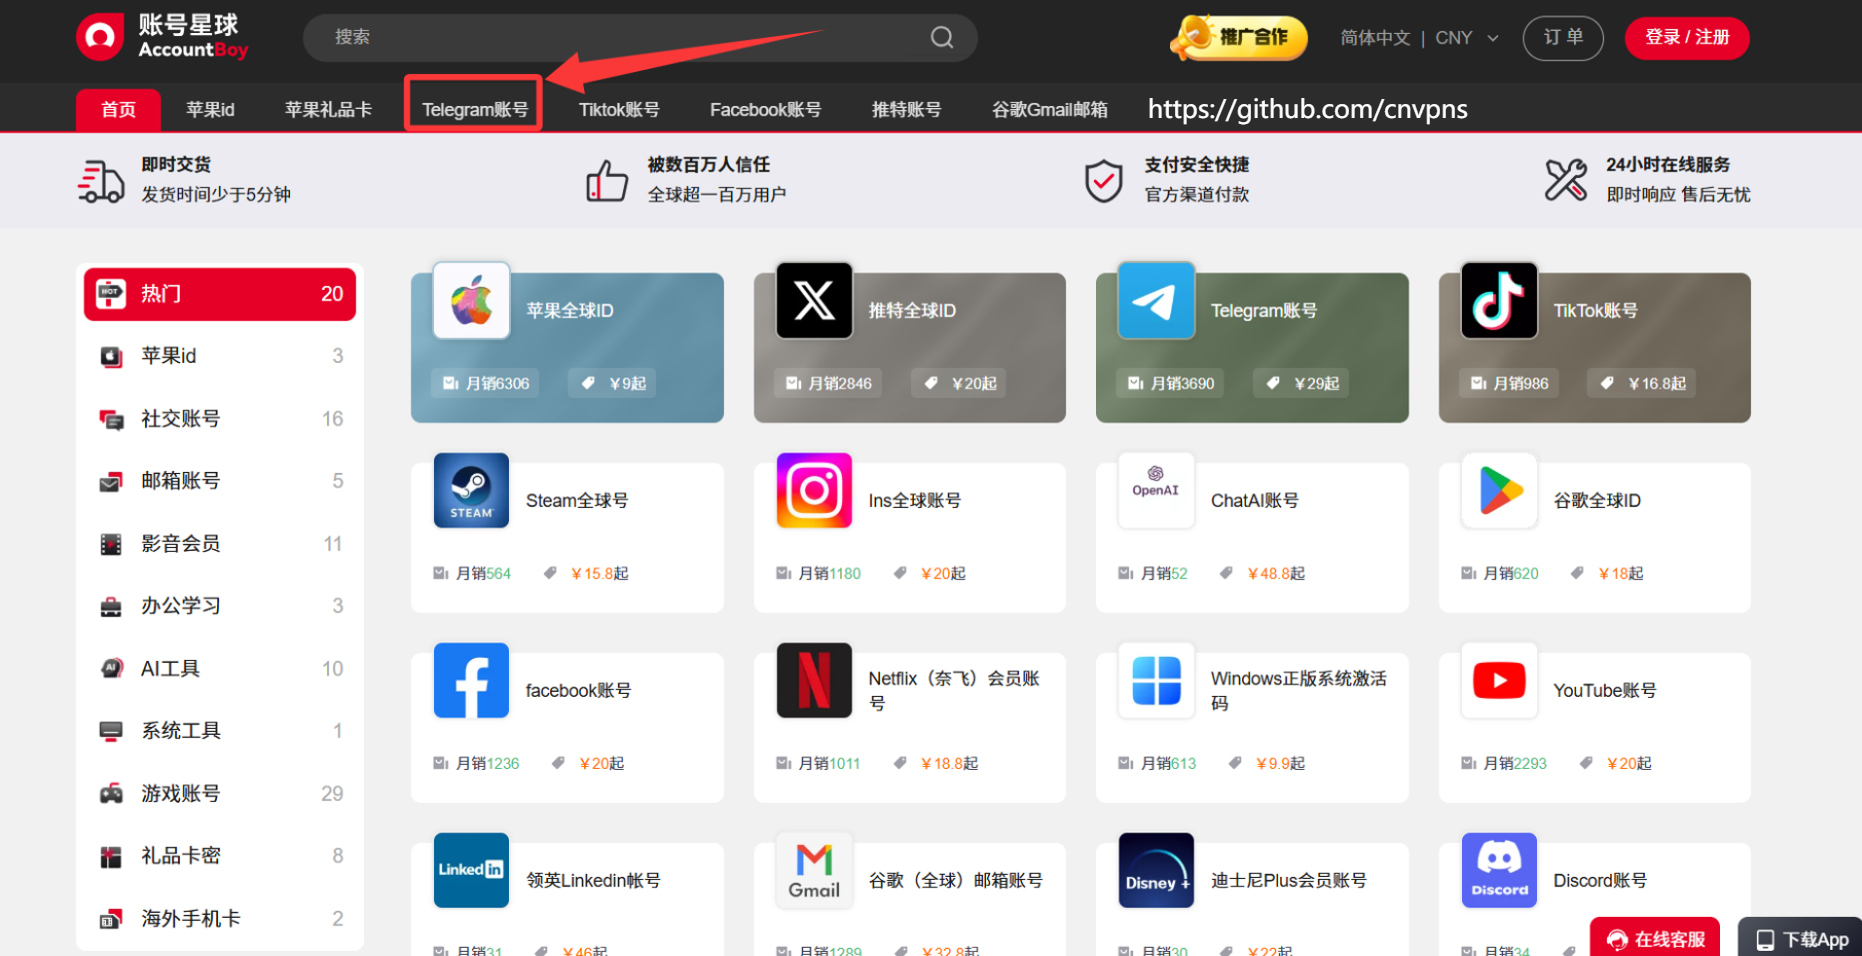 账号星球
AccountBoy
搜索
推广合作
简体中文 | CNY
订 单
登录 / 注册
首页
苹果id
苹果礼品卡
Telegram账号
Tiktok账号
Facebook账号
推特账号
谷歌Gmail邮箱
https://github.com/cnvpns
即时交货
发货时间少于5分钟
被数百万人信任
全球超一百万用户
支付安全快捷
官方渠道付款
24小时在线服务
即时响应 售后无忧
HOT
热门 20
苹果id 3
社交账号 16
邮箱账号 5
影音会员 11
办公学习 3
AI工具 10
系统工具 1
游戏账号 29
礼品卡密 8
海外手机卡 2
苹果全球ID
月销6306 ￥9起
推特全球ID
月销2846 ￥20起
Telegram账号
月销3690 ￥29起
TikTok账号
月销986 ￥16.8起
STEAM
Steam全球号
月销564 ￥15.8起
Ins全球账号
月销1180 ￥20起
OpenAI
ChatAI账号
月销52 ￥48.8起
谷歌全球ID
月销620 ￥18起
facebook账号
月销1236 ￥20起
Netflix（奈飞）会员账
号
月销1011 ￥18.8起
Windows正版系统激活
码
月销613 ￥9.9起
YouTube账号
月销2293 ￥20起
Linked in
领英Linkedin帐号
月销31 ￥46起
Gmail
谷歌（全球）邮箱账号
月销1289 ￥32.8起
Disney +
迪士尼Plus会员账号
月销30 ￥22起
Discord
Discord账号
月销34
在线客服
下载App